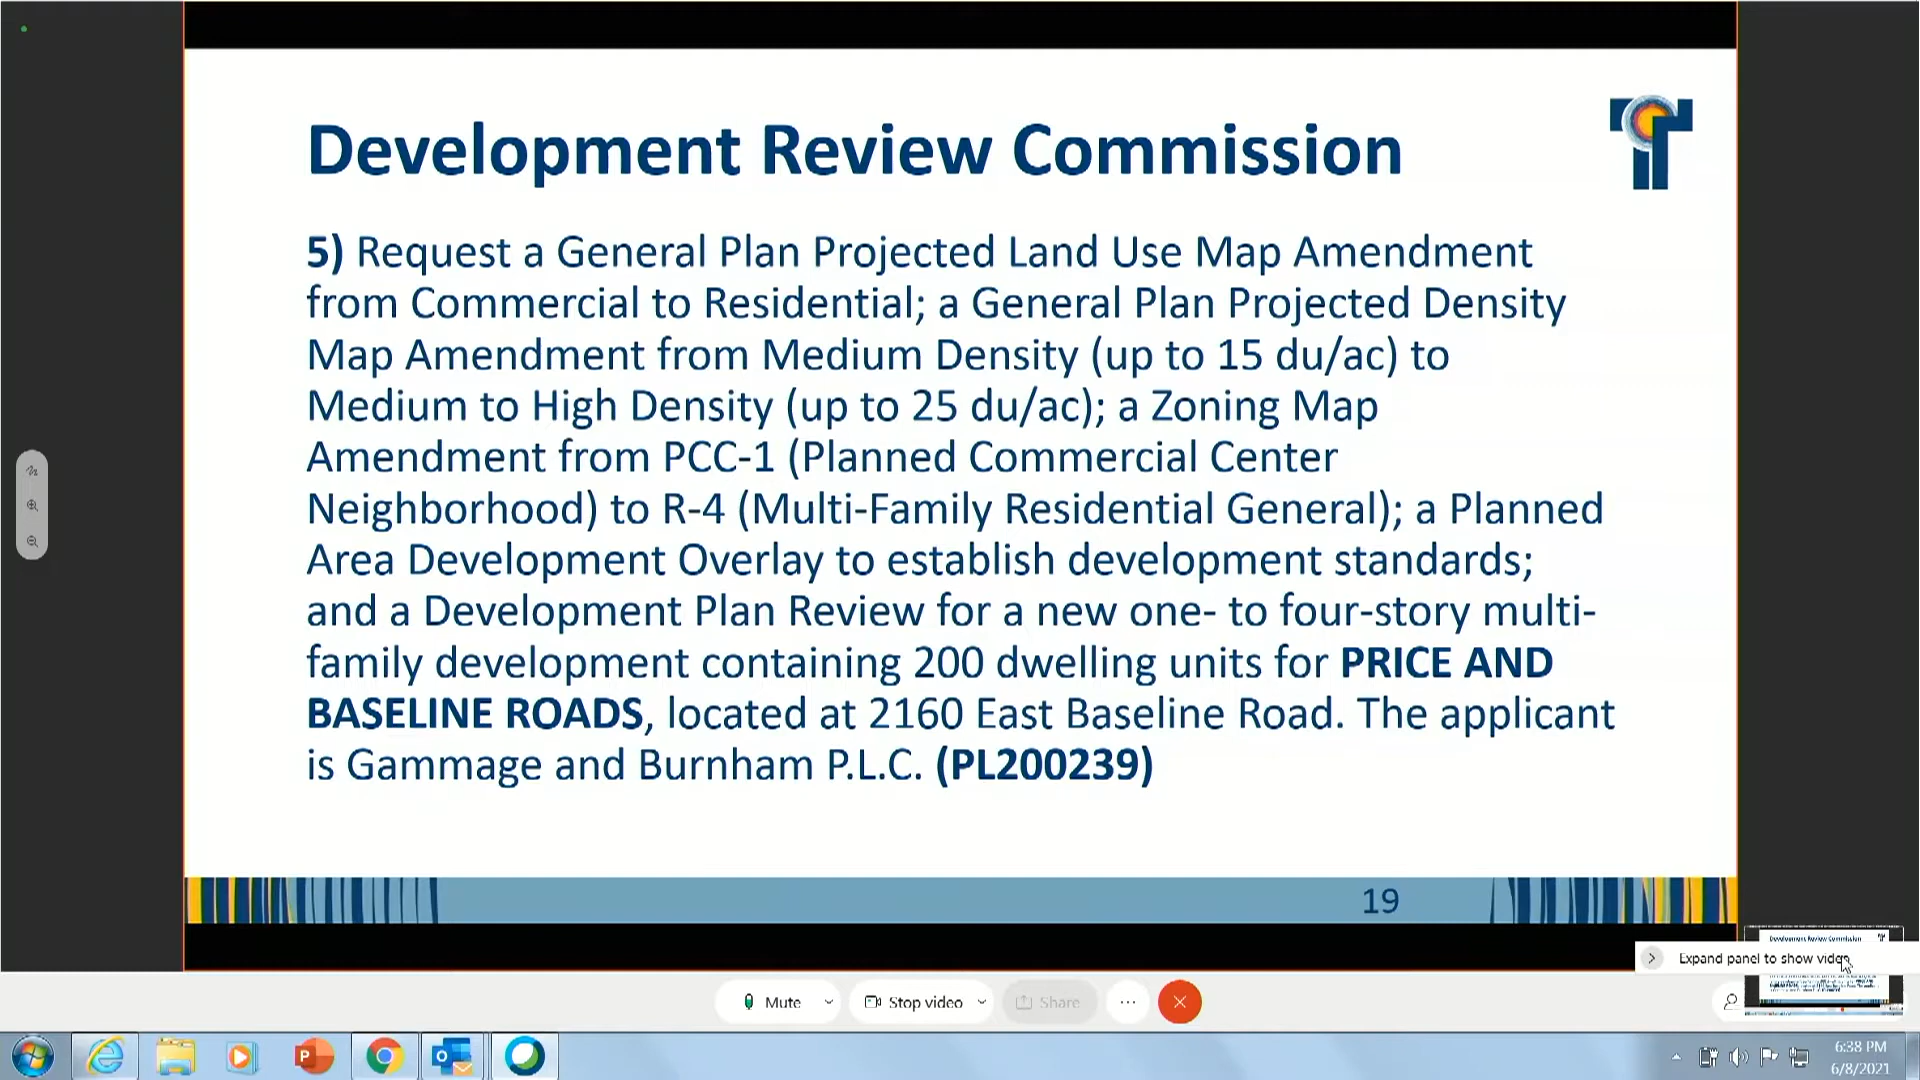 Development Review Commission
5) Request a General Plan Projected Land Use Map Amendment
from Commercial to Residential; a General Plan Projected Density
Map Amendment from Medium Density (up to 15 du/ac) to
Medium to High Density (up to 25 du/ac); a Zoning Map
Amendment from PCC-1 (Planned Commercial Center
Neighborhood) to R-4 (Multi-Family Residential General); a Planned
Area Development Overlay to establish development standards;
and a Development Plan Review for a new one- to four-story multi-
family development containing 200 dwelling units for PRICE AND
BASELINE ROADS, located at 2160 East Baseline Road. The applicant
is Gammage and Burnham P.L.C. (PL200239)
19
Development Review Commission
Expand panel to show video
Mute
Stop video
Share
6:38 PM
6/8/2021